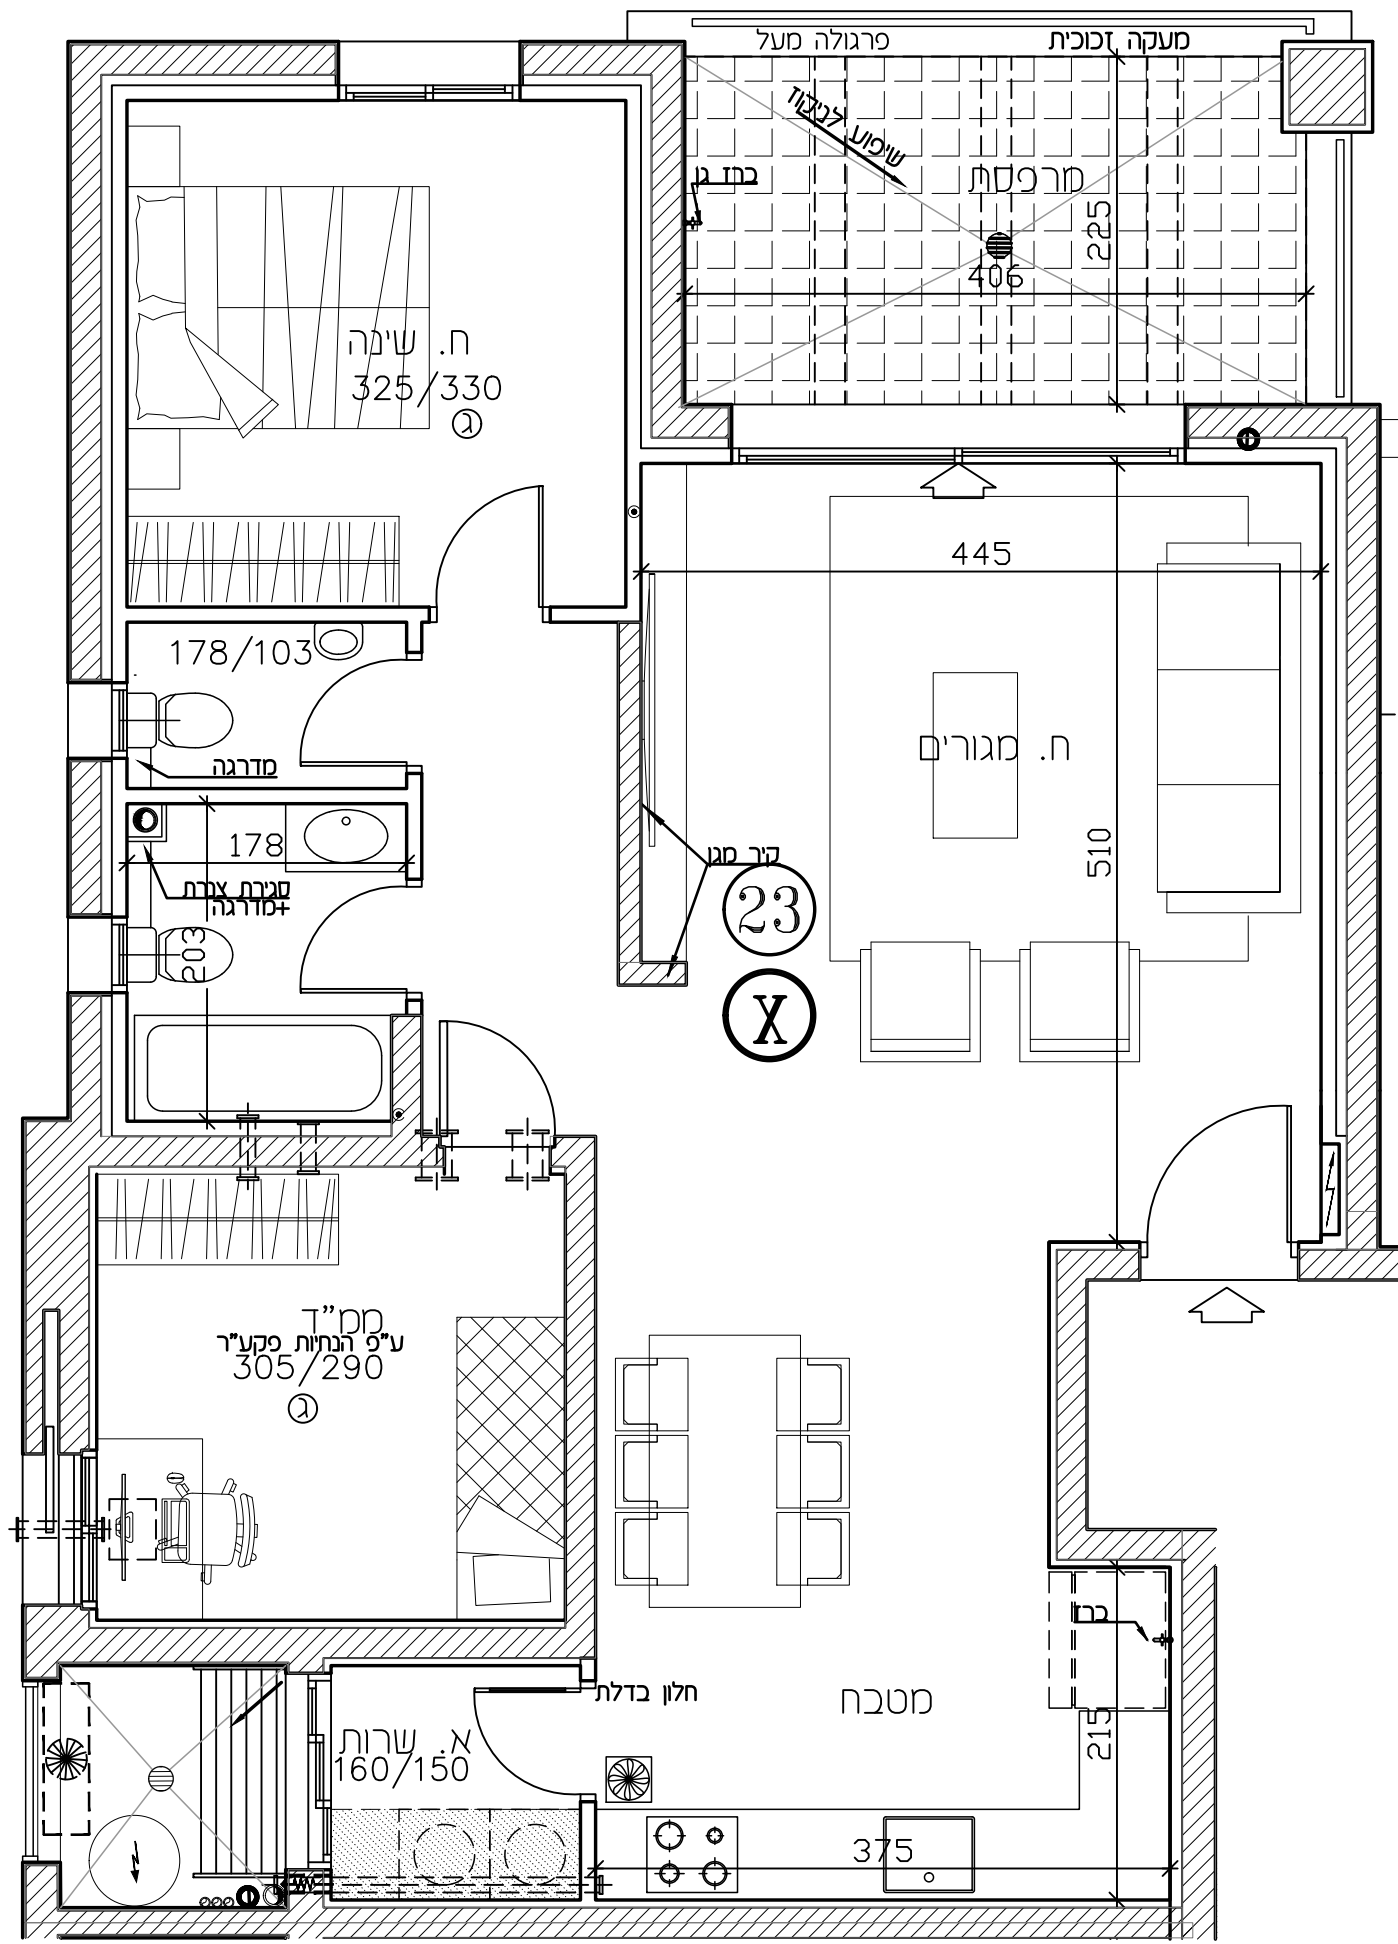 פרגולה מעל
מעקה זכוכית
שיפוע לניקוז
ברז גן
מרפסת
225
406
ח. שינה
325/330
ג
445
178/103
מדרגה
ח. מגורים
510
178
קיר מגן
סגירת צנרת
+מדרגה
23
203
X
ממ"ד
ע"פ הנחיות פקע"ר
305/290
ג
ברז
חלון בדלת
מטבח
215
א. שרות
160/150
375